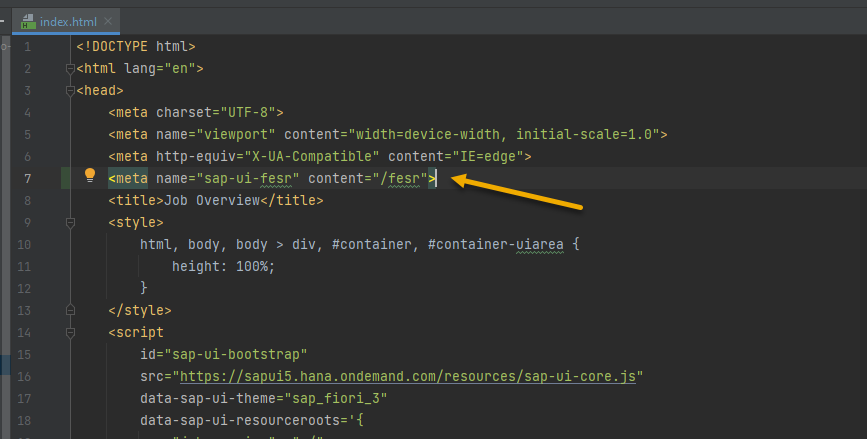 index.html
1 <!DOCTYPE html>
2 <html lang="en">
3 <head>
4 <meta charset="UTF-8">
5 <meta name="viewport" content="width=device-width, initial-scale=1.0">
6 <meta http-equiv="X-UA-Compatible" content="IE=edge">
7 <meta name="sap-ui-fesr" content="/fesr">
8 <title>Job Overview</title>
9 <style>
10 html, body, body > div, #container, #container-uiarea {
11 height: 100%;
12 }
13 </style>
14 <script
15 id="sap-ui-bootstrap"
16 src="https://sapui5.hana.ondemand.com/resources/sap-ui-core.js"
17 data-sap-ui-theme="sap_fiori_3"
18 data-sap-ui-resourceroots='{